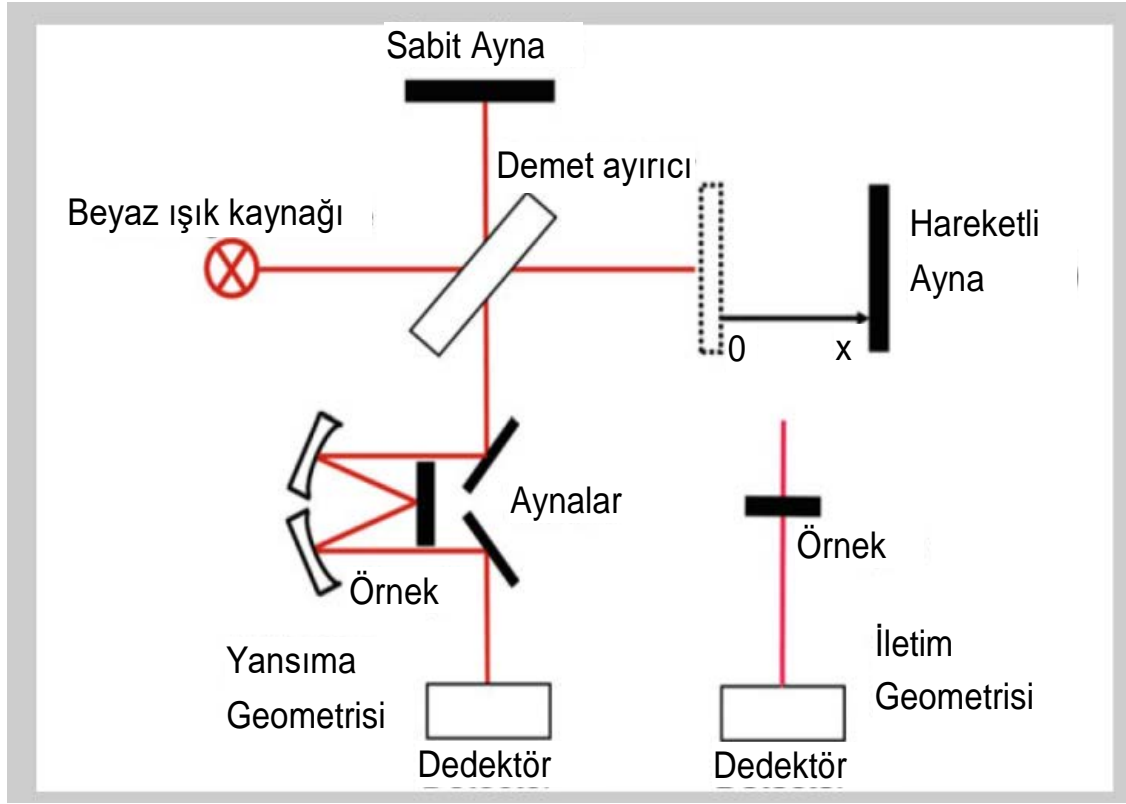 Sabit Ayna
Demet ayırıcı
Beyaz ışık kaynağı
Hareketli
Ayna
0
x
Aynalar
Örnek
Örnek
Yansıma
Geometrisi
İletim
Geometrisi
Dedektör
Dedektör